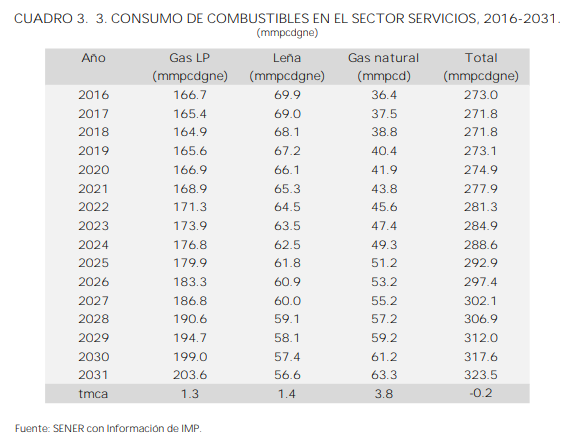 CUADRO 3. 3. CONSUMO DE COMBUSTIBLES EN EL SECTOR SERVICIOS, 2016-2031.
(mmpcdgne)
Año Gas LP Leña Gas natural Total
(mmpcdgne) (mmpcdgne) (mmpcd) (mmpcdgne)
2016 166.7 69.9 36.4 273.0
2017 165.4 69.0 37.5 271.8
2018 164.9 68.1 38.8 271.8
2019 165.6 67.2 40.4 273.1
2020 166.9 66.1 41.9 274.9
2021 168.9 65.3 43.8 277.9
2022 171.3 64.5 45.6 281.3
2023 173.9 63.5 47.4 284.9
2024 176.8 62.5 49.3 288.6
2025 179.9 61.8 51.2 292.9
2026 183.3 60.9 53.2 297.4
2027 186.8 60.0 55.2 302.1
2028 190.6 59.1 57.2 306.9
2029 194.7 58.1 59.2 312.0
2030 199.0 57.4 61.2 317.6
2031 203.6 56.6 63.3 323.5
tmca 1.3 1.4 3.8 -0.2
Fuente: SENER con Información de IMP.